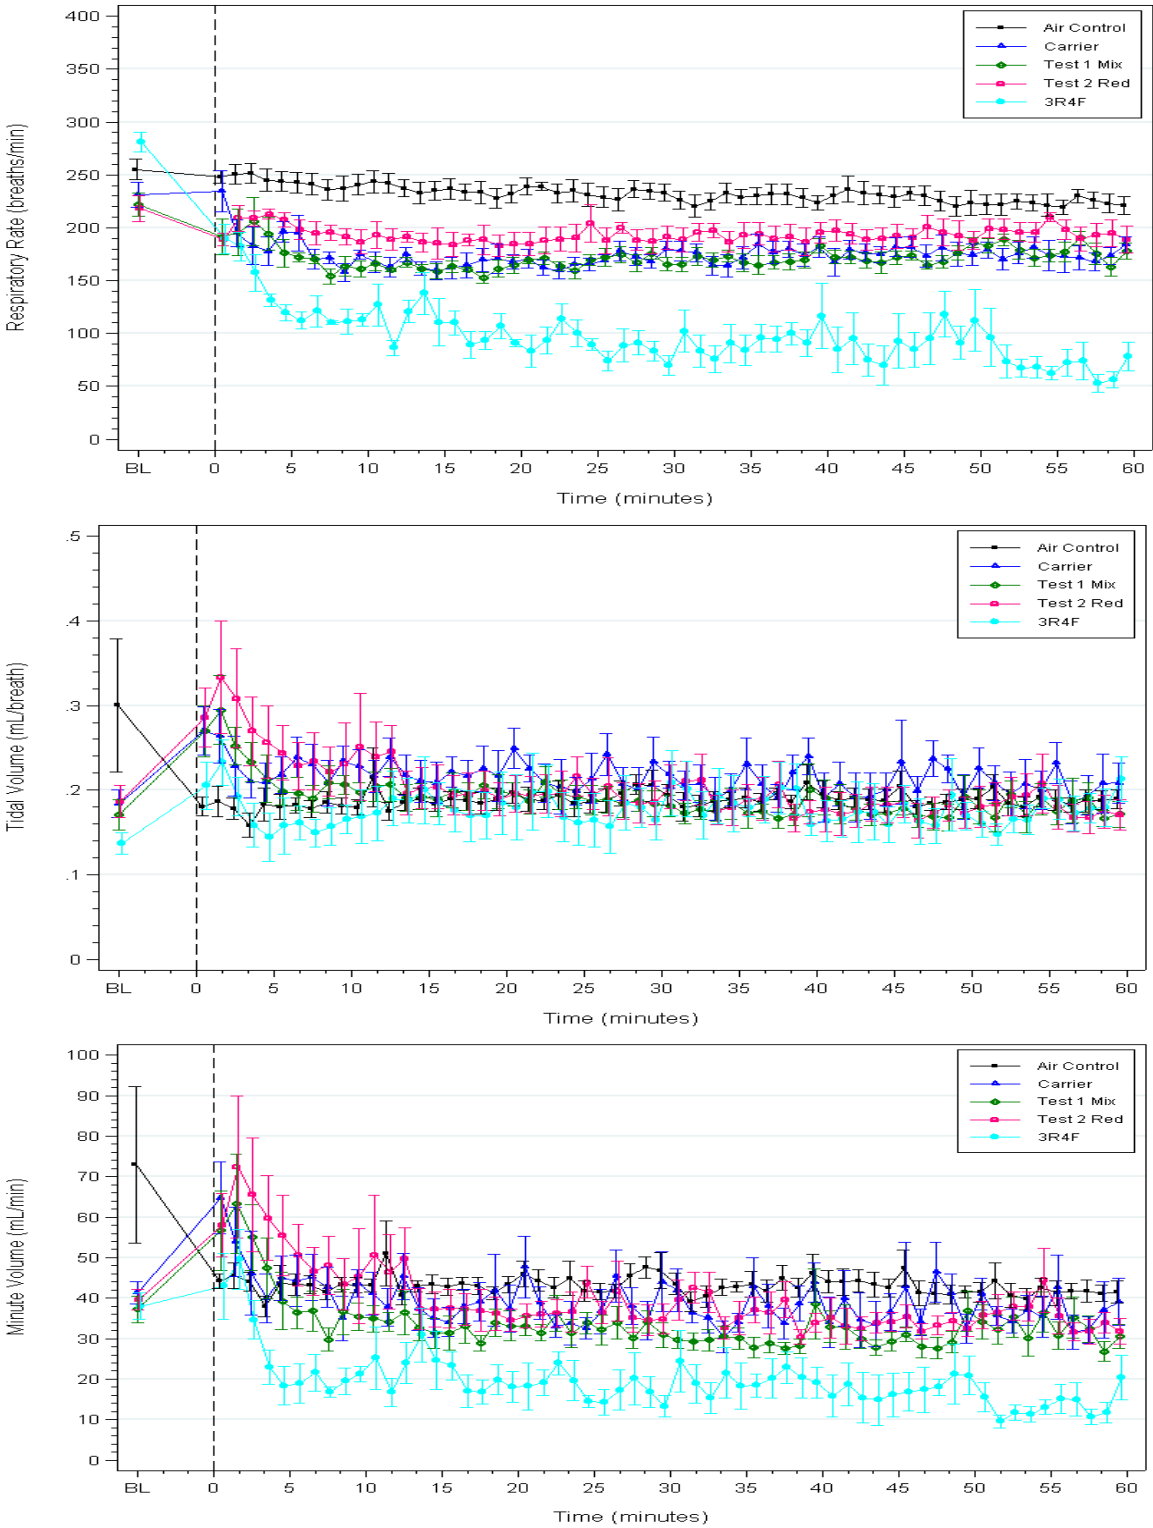 Respiratory Rate (breaths/min)
400
350
300
250
200
150
100
50
0
BL 0 5 10 15 20 25 30 35 40 45 50 55 60
Time (minutes)
Air Control
Carrier
Test 1 Mix
Test 2 Red
3R4F
Tidal Volume (mL/breath)
.5
.4
.3
.2
.1
0
BL 0 5 10 15 20 25 30 35 40 45 50 55 60
Time (minutes)
Air Control
Carrier
Test 1 Mix
Test 2 Red
3R4F
Minute Volume (mL/min)
100
90
80
70
60
50
40
30
20
10
0
BL 0 5 10 15 20 25 30 35 40 45 50 55 60
Time (minutes)
Air Control
Carrier
Test 1 Mix
Test 2 Red
3R4F